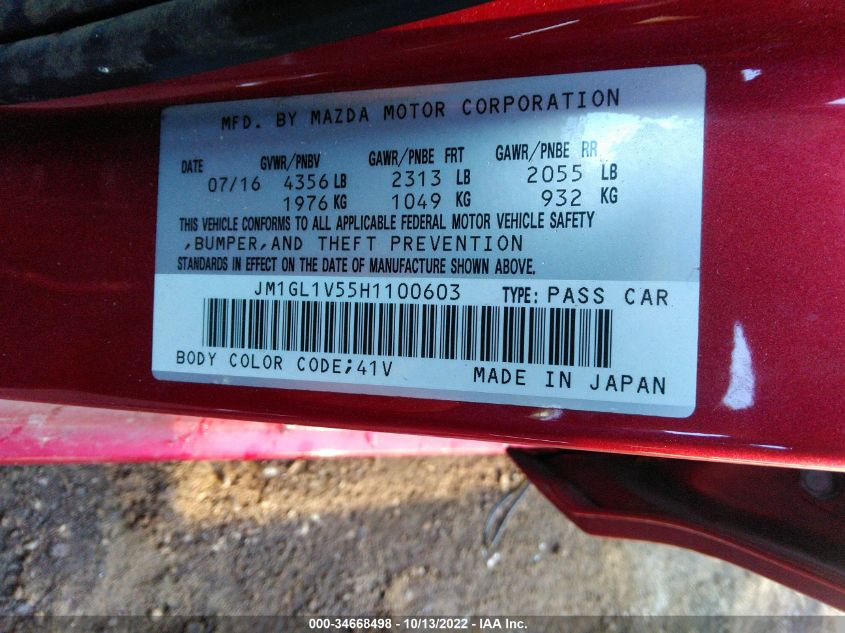 MFD. BY MAZDA MOTOR CORPORATION
DATE GVWR/PNBV GAWR/PNBE FRT GAWR/PNBE RR
07/16 4356 LB 2313 LB 2055 LB
1976 KG 1049 KG 932 KG
THIS VEHICLE CONFORMS TO ALL APPLICABLE FEDERAL MOTOR VEHICLE SAFETY
,BUMPER,AND THEFT PREVENTION
STANDARDS IN EFFECT ON THE DATE OF MANUFACTURE SHOWN ABOVE.
JM1GL1V55H1100603 TYPE: PASS CAR
BODY COLOR CODE;41V MADE IN JAPAN
000-34668498 - 10/13/2022 - IAA Inc.